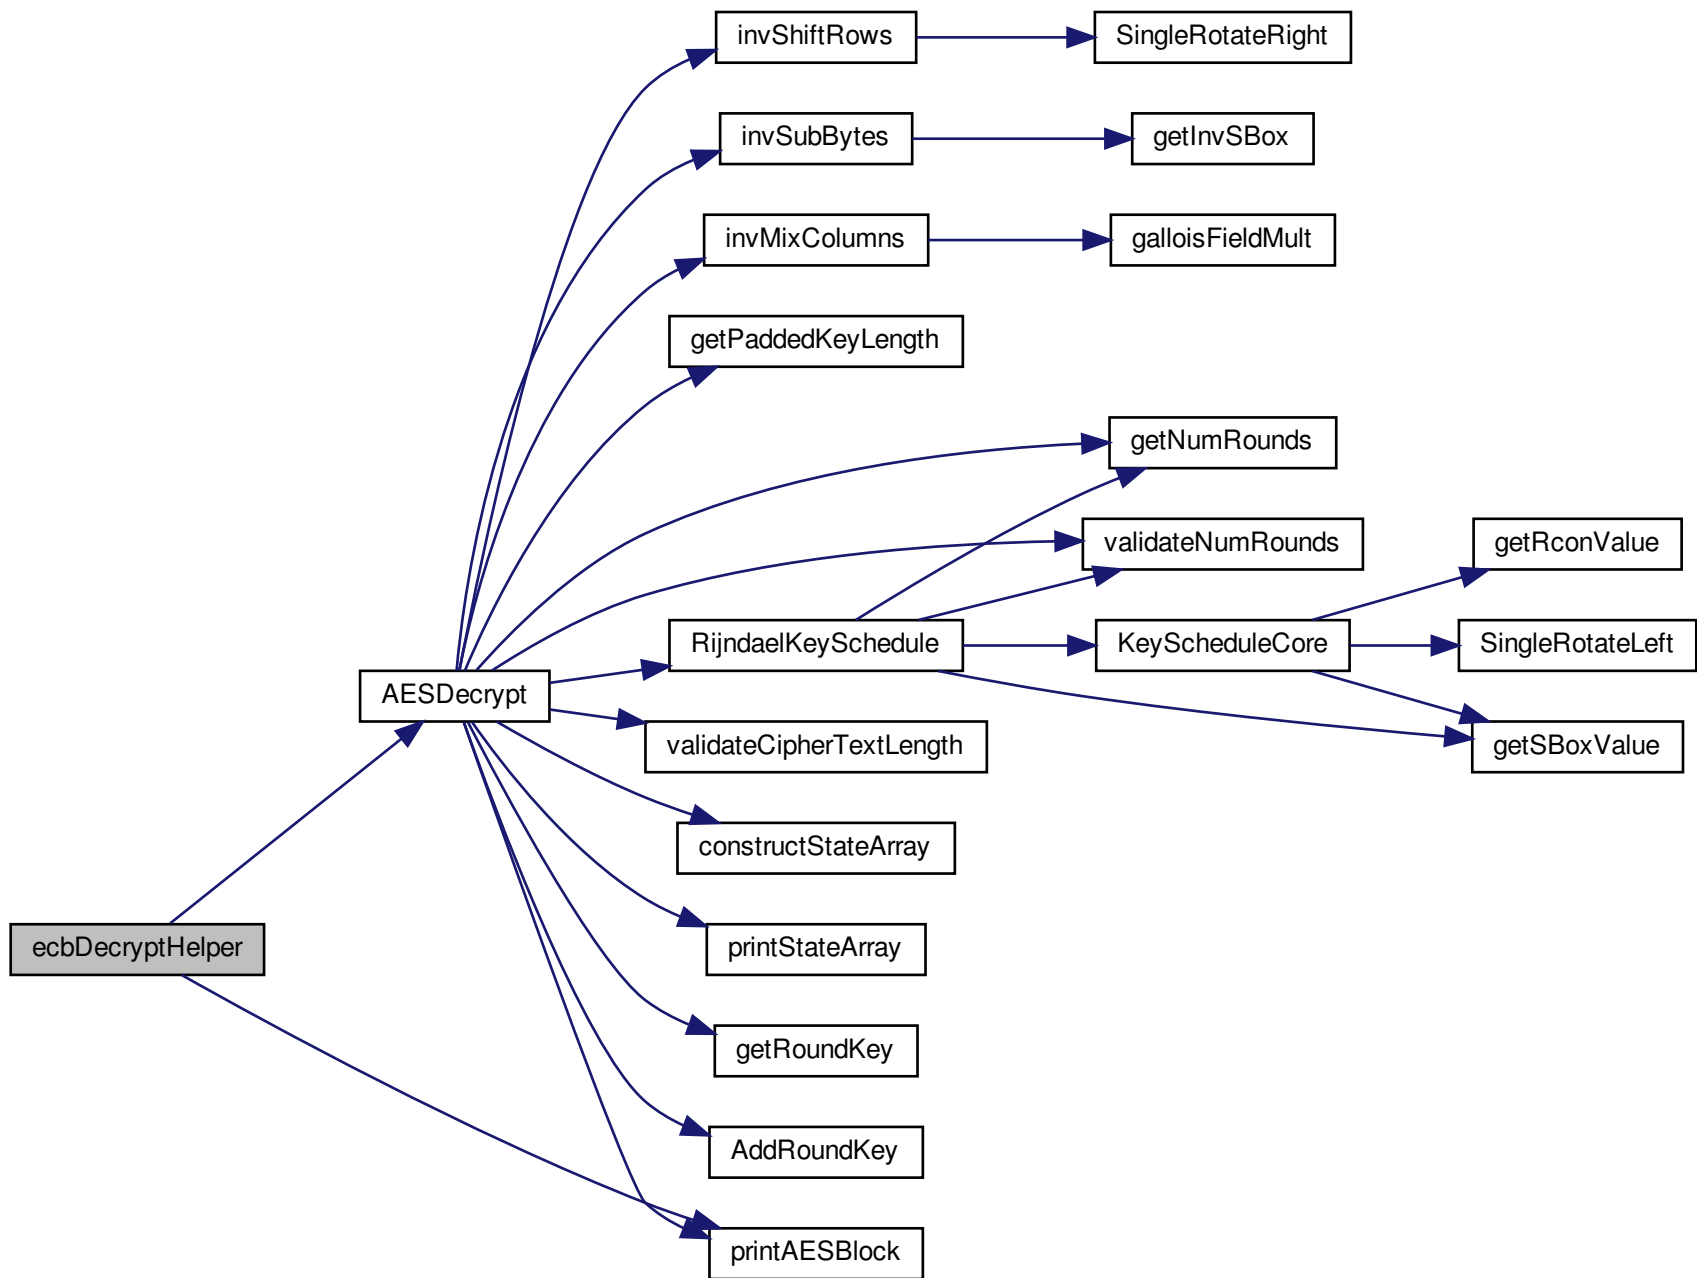 invShiftRows
SingleRotateRight
invSubBytes
getInvSBox
invMixColumns
galloisFieldMult
getPaddedKeyLength
getNumRounds
validateNumRounds
getRconValue
RijndaelKeySchedule
KeyScheduleCore
SingleRotateLeft
AESDecrypt
validateCipherTextLength
getSBoxValue
constructStateArray
ecbDecryptHelper
printStateArray
getRoundKey
AddRoundKey
printAESBlock